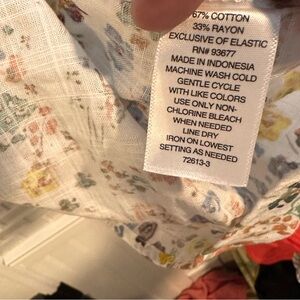 67% COTTON
33% RAYON
EXCLUSIVE OF ELASTIC
RN# 93677
MADE IN INDONESIA
MACHINE WASH COLD
GENTLE CYCLE
WITH LIKE COLORS
USE ONLY NON-
CHLORINE BLEACH
WHEN NEEDED
LINE DRY
IRON ON LOWEST
SETTING AS NEEDED
72613-3